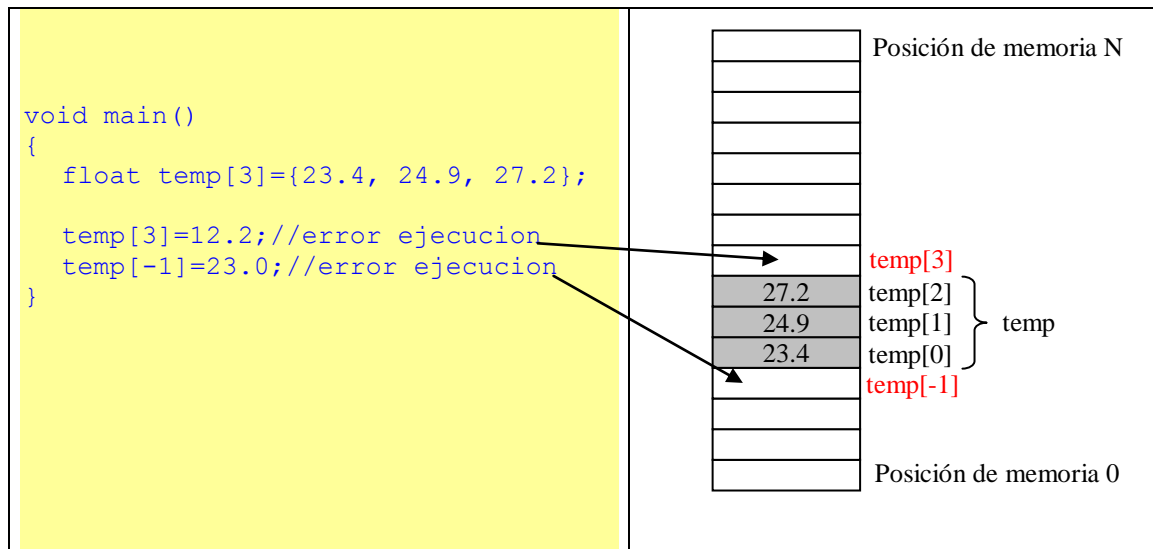 void main()
{
float temp[3]={23.4, 24.9, 27.2};
temp[3]=12.2;//error ejecucion
temp[-1]=23.0;//error ejecucion
}
Posición de memoria N
temp[3]
27.2 temp[2]
24.9 temp[1] temp
23.4 temp[0]
temp[-1]
Posición de memoria 0